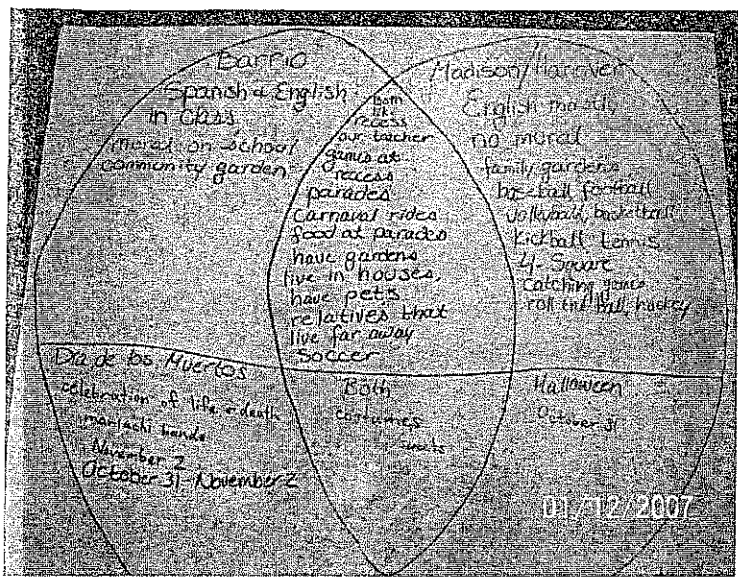 Barrio
Spanish & English
in Class,
mural on school
community garden
Both
like
recess
our teacher
games at
recess
parades
Carnaval rides
food at parades
have gardens
live in houses,
have pets
relatives that
live far away
Soccer
Madison/Hanover
English mostly
no mural
family gardens
baseball football
volleyball, basketball
kickball tennis
4-Square
catching games
roll the ball, hockey
Día de los Muertos
celebration of life & death
mariachi bands
November 2
October 31-November 2
Both
costumes
Halloween
October 31
01/12/2007